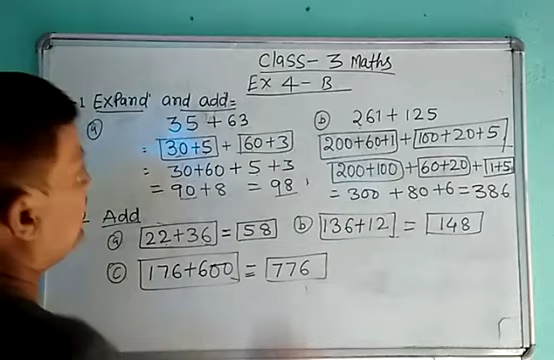 Class- 3 Maths
Ex 4 - B
1 Expand and add=
(a) 35 + 63
= 30+5 + 60+3
= 30+60 + 5 + 3
= 90+8 = 98
(b) 261 + 125
200+60+1 + 100+20+5
200+100 + 60+20 + 1+5
= 300 + 80 + 6 = 386
2 Add
(a) 22+36 = 58 (b) 136+12 = 148
(c) 176+600 = 776